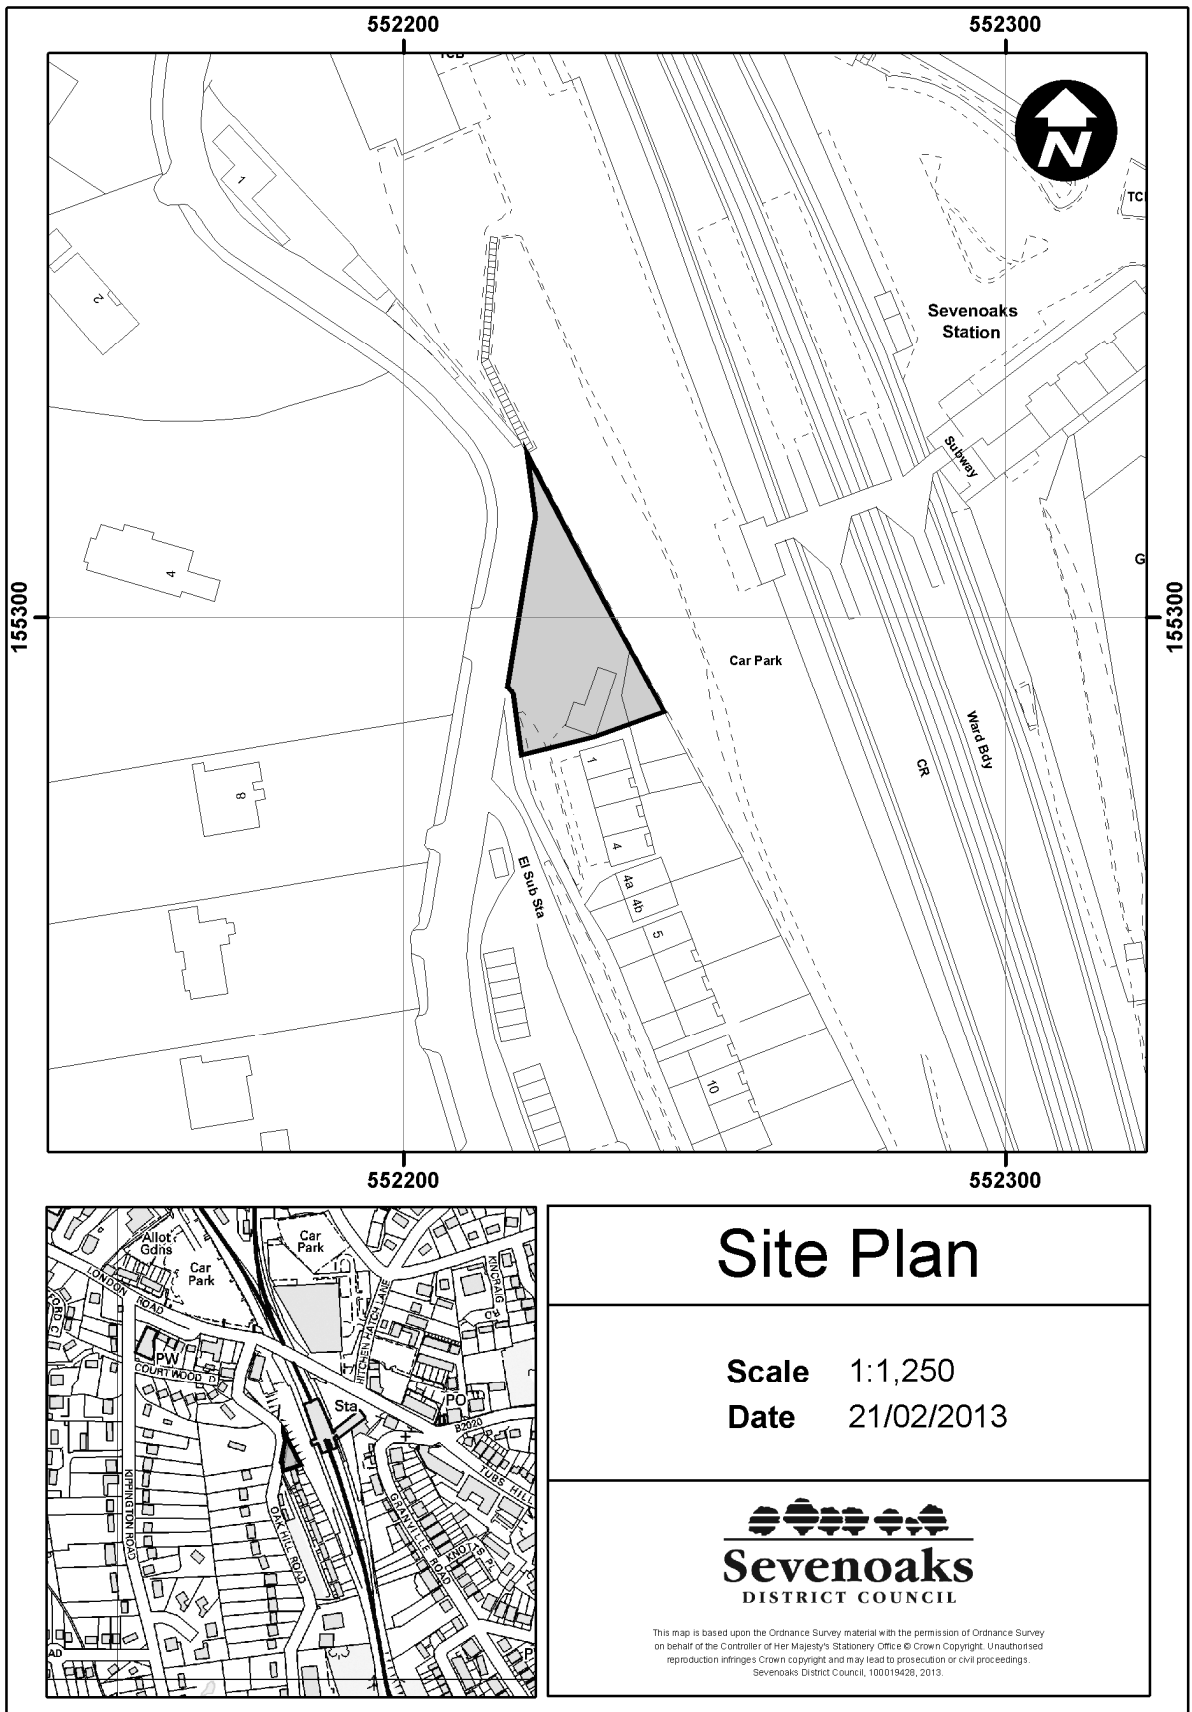 552200
552300
TCB
N
1
TC
2
Sevenoaks
Station
Subway
4
G
155300
155300
Car Park
Ward Bdy
CR
1
8
4
4a
4b
El Sub Sta
5
10
552200
552300
Allot
Gdns
Car
Park
Car
Park
LONDON ROAD
HITCHEN HATCH LANE
KINCRAIG
PW
COURTWOOD D
Sta
PO
B2020
TUBS HILL
KIPPINGTON ROAD
OAK HILL ROAD
GRANVILLE ROAD
KNOTTS P
AD
P
Site Plan
Scale 1:1,250
Date 21/02/2013
Sevenoaks
DISTRICT COUNCIL
This map is based upon the Ordnance Survey material with the permission of Ordnance Survey
on behalf of the Controller of Her Majesty's Stationery Office © Crown Copyright. Unauthorised
reproduction infringes Crown copyright and may lead to prosecution or civil proceedings.
Sevenoaks District Council, 100019428, 2013.